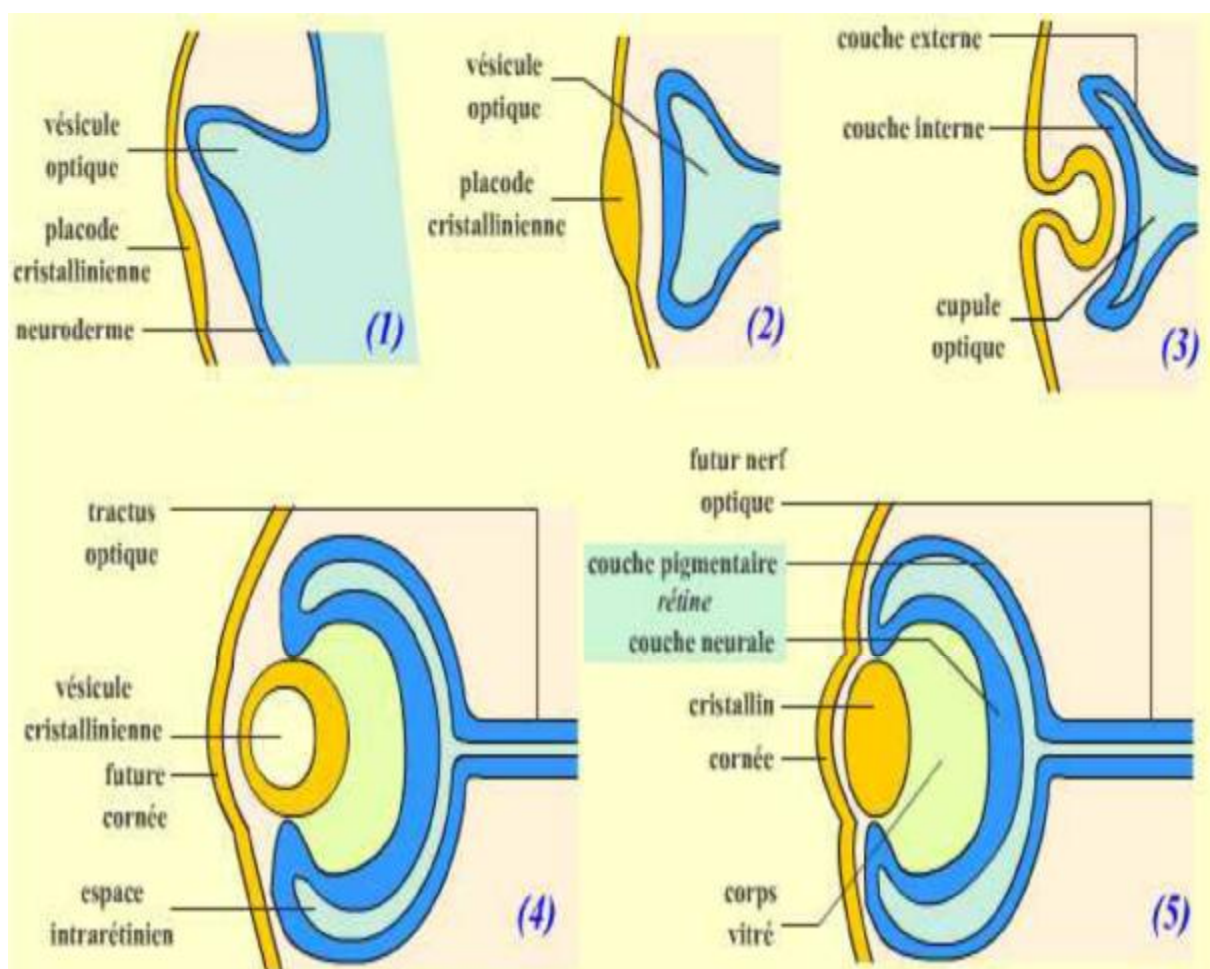 vésicule
optique
placode
cristallinienne
neuroderme
(1)
vésicule
optique
placode
cristallinienne
(2)
couche externe
couche interne
cupule
optique
(3)
tractus
optique
vésicule
cristallinienne
future
cornée
espace
intrarétinien
(4)
futur nerf
optique
couche pigmentaire
rétine
couche neurale
cristallin
cornée
corps
vitré
(5)